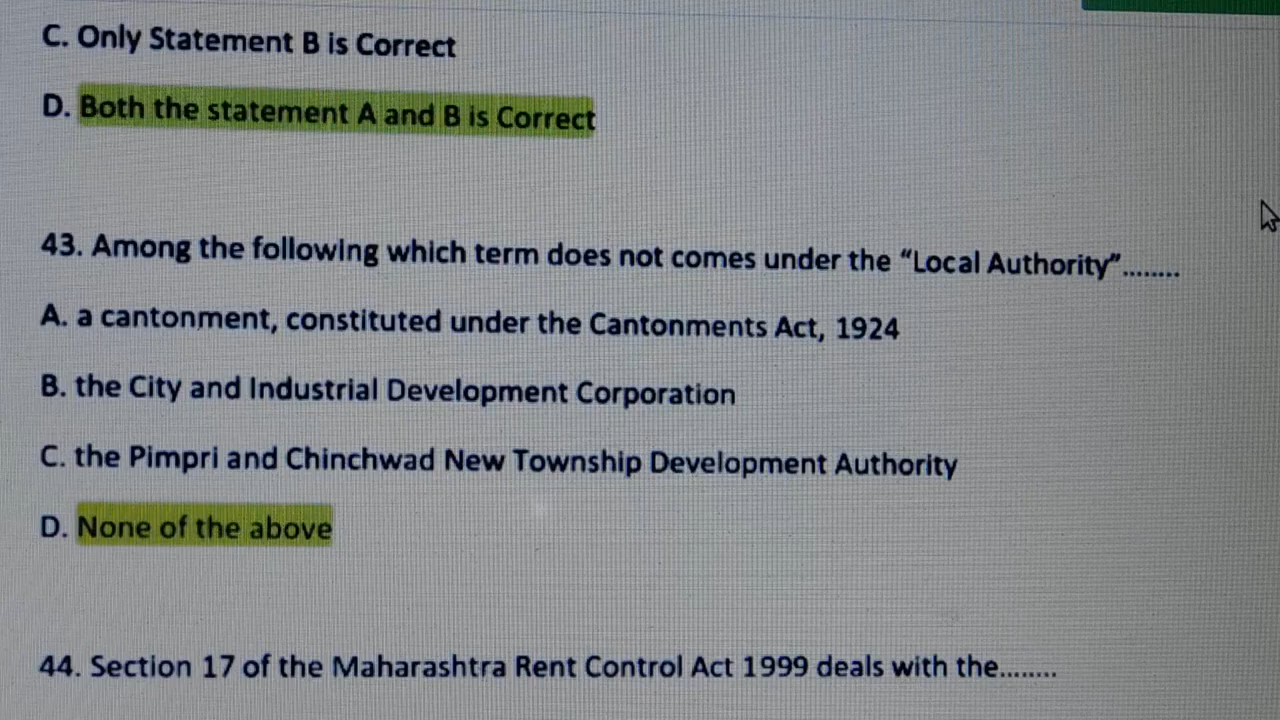 C. Only Statement B is Correct
D. Both the statement A and B is Correct
43. Among the following which term does not comes under the “Local Authority”........
A. a cantonment, constituted under the Cantonments Act, 1924
B. the City and Industrial Development Corporation
C. the Pimpri and Chinchwad New Township Development Authority
D. None of the above
44. Section 17 of the Maharashtra Rent Control Act 1999 deals with the........